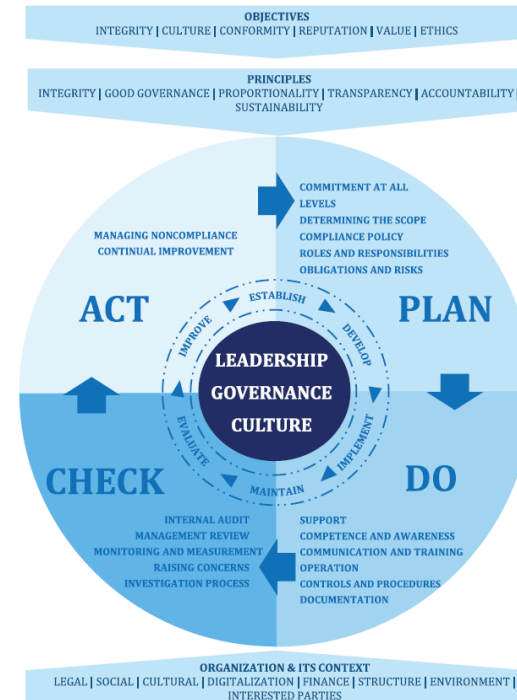 OBJECTIVES
INTEGRITY | CULTURE | CONFORMITY | REPUTATION | VALUE | ETHICS
PRINCIPLES
INTEGRITY | GOOD GOVERNANCE | PROPORTIONALITY | TRANSPARENCY | ACCOUNTABILITY |
SUSTAINABILITY
COMMITMENT AT ALL
LEVELS
DETERMINING THE SCOPE
COMPLIANCE POLICY
ROLES AND RESPONSIBILITIES
OBLIGATIONS AND RISKS
MANAGING NONCOMPLIANCE
CONTINUAL IMPROVEMENT
ACT
PLAN
ESTABLISH
DEVELOP
IMPLEMENT
MAINTAIN
EVALUATE
IMPROVE
LEADERSHIP
GOVERNANCE
CULTURE
CHECK
DO
INTERNAL AUDIT
MANAGEMENT REVIEW
MONITORING AND MEASUREMENT
RAISING CONCERNS
INVESTIGATION PROCESS
SUPPORT
COMPETENCE AND AWARENESS
COMMUNICATION AND TRAINING
OPERATION
CONTROLS AND PROCEDURES
DOCUMENTATION
ORGANIZATION & ITS CONTEXT
LEGAL | SOCIAL | CULTURAL | DIGITALIZATION | FINANCE | STRUCTURE | ENVIRONMENT |
INTERESTED PARTIES